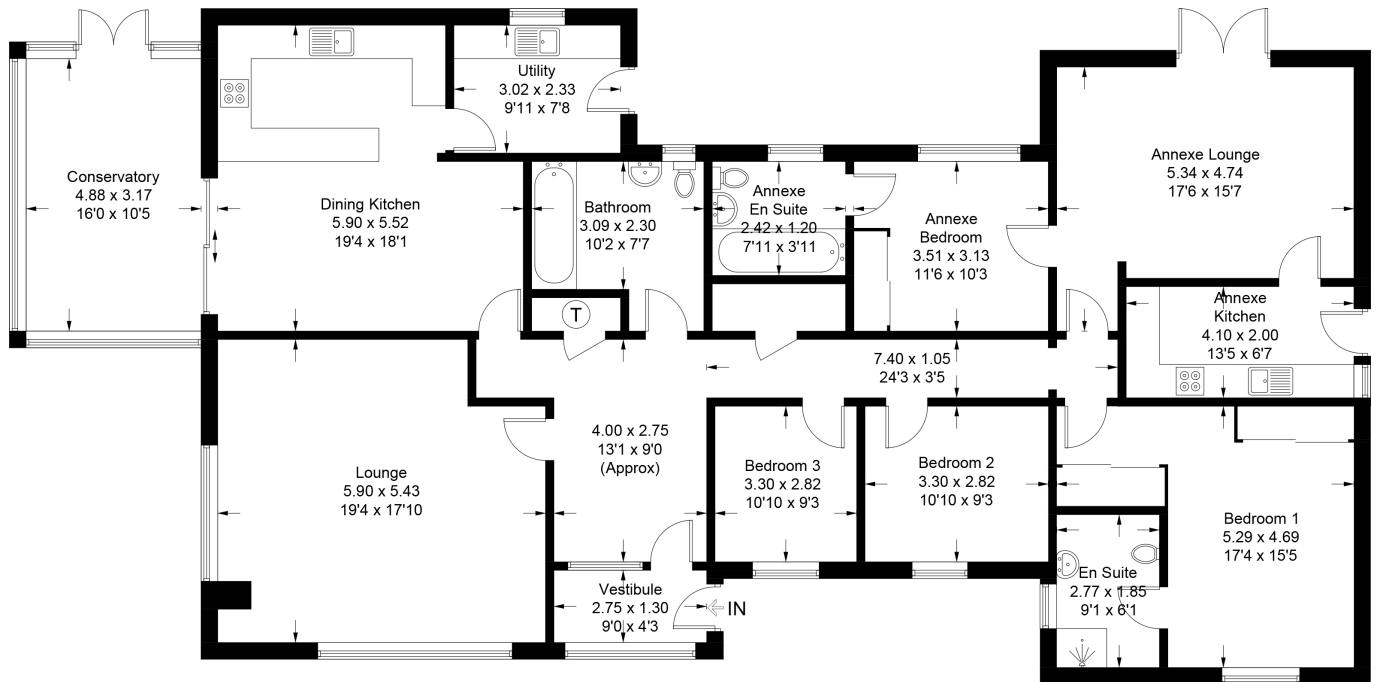 Utility
3.02 x 2.33
9'11 x 7'8
Conservatory
4.88 x 3.17
16'0 x 10'5
Dining Kitchen
5.90 x 5.52
19'4 x 18'1
Bathroom
3.09 x 2.30
10'2 x 7'7
Annexe
En Suite
2.42 x 1.20
7'11 x 3'11
Annexe
Bedroom
3.51 x 3.13
11'6 x 10'3
Annexe Lounge
5.34 x 4.74
17'6 x 15'7
T
Annexe
Kitchen
4.10 x 2.00
13'5 x 6'7
7.40 x 1.05
24'3 x 3'5
Lounge
5.90 x 5.43
19'4 x 17'10
4.00 x 2.75
13'1 x 9'0
(Approx)
Bedroom 3
3.30 x 2.82
10'10 x 9'3
Bedroom 2
3.30 x 2.82
10'10 x 9'3
Bedroom 1
5.29 x 4.69
17'4 x 15'5
En Suite
2.77 x 1.85
9'1 x 6'1
Vestibule
2.75 x 1.30
9'0 x 4'3
IN